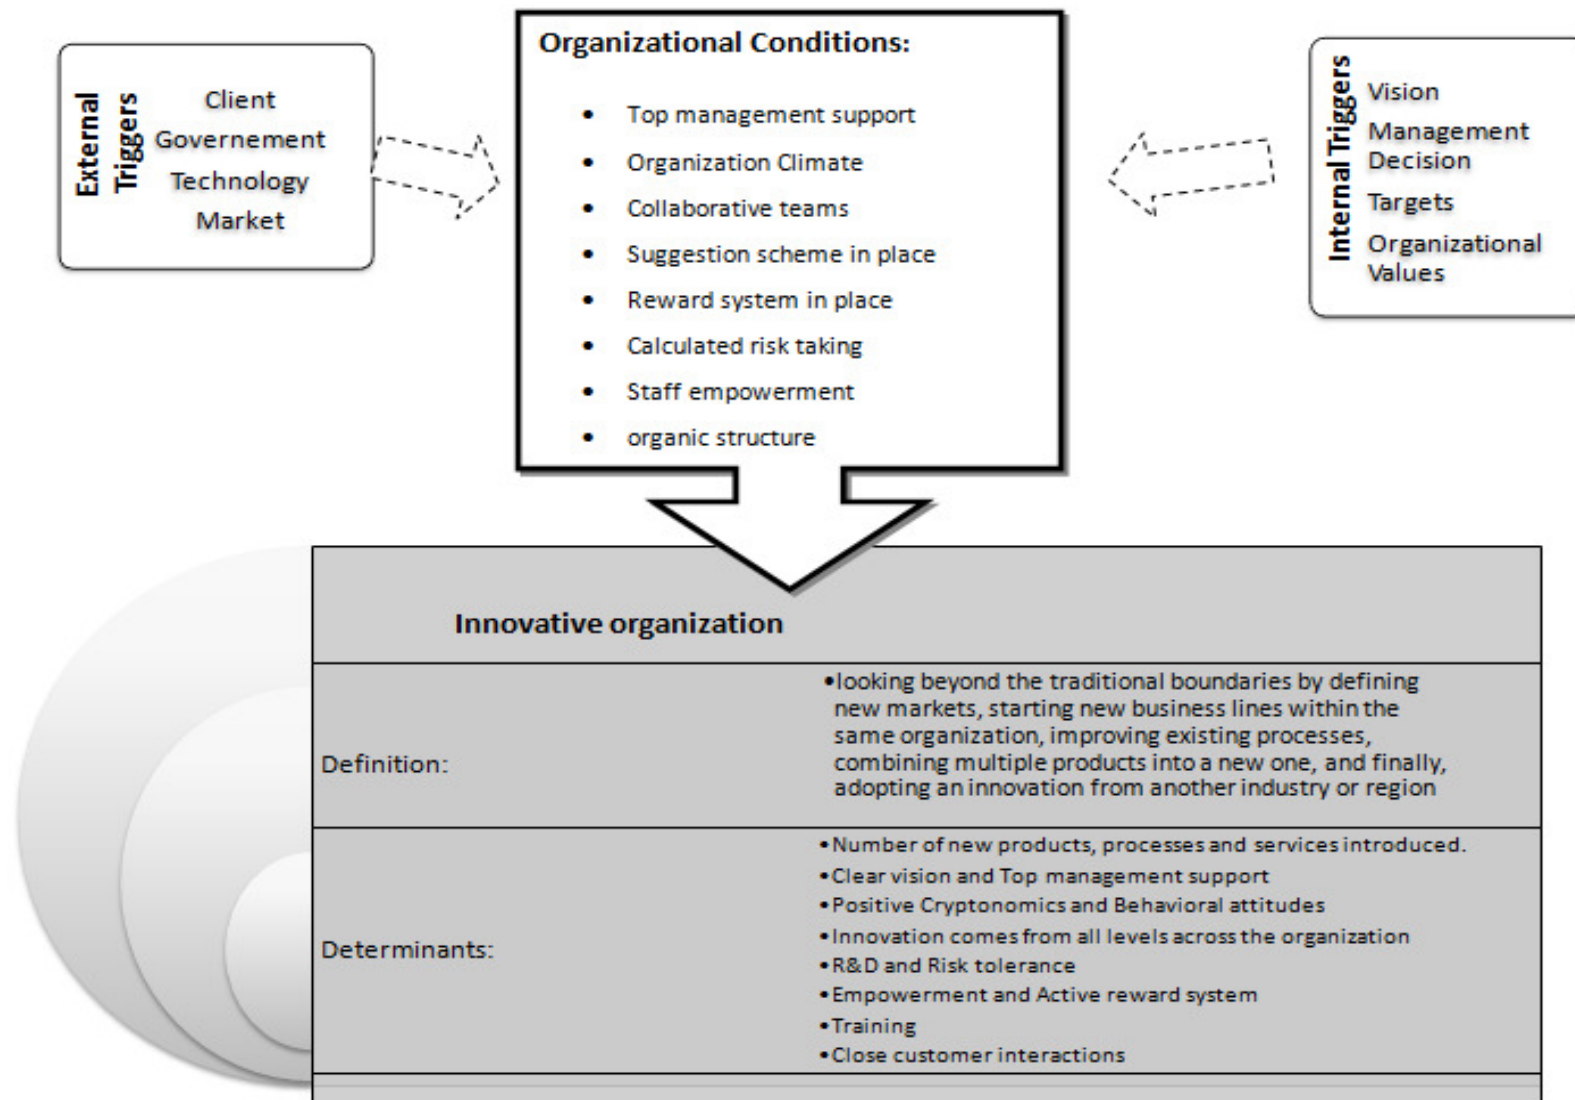 External
Triggers
Client
Governement
Technology
Market
Organizational Conditions:
• Top management support
• Organization Climate
• Collaborative teams
• Suggestion scheme in place
• Reward system in place
• Calculated risk taking
• Staff empowerment
• organic structure
Internal Triggers
Vision
Management
Decision
Targets
Organizational
Values
Innovative organization
Definition:
•looking beyond the traditional boundaries by defining
new markets, starting new business lines within the
same organization, improving existing processes,
combining multiple products into a new one, and finally,
adopting an innovation from another industry or region
Determinants:
•Number of new products, processes and services introduced.
•Clear vision and Top management support
•Positive Cryptonomics and Behavioral attitudes
•Innovation comes from all levels across the organization
•R&D and Risk tolerance
•Empowerment and Active reward system
•Training
•Close customer interactions